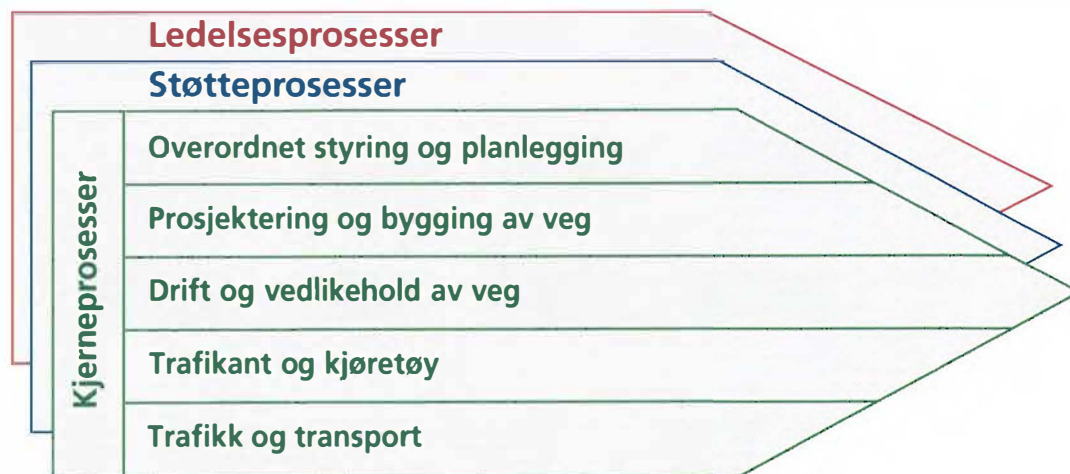 Ledelsesprosesser
Støtteprosesser
Kjerneprosesser
Overordnet styring og planlegging
Prosjektering og bygging av veg
Drift og vedlikehold av veg
Trafikant og kjøretøy
Trafikk og transport